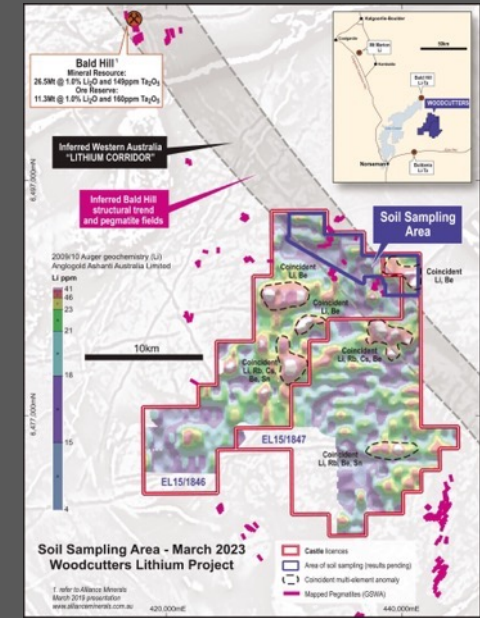 Bald Hill¹
Mineral Resource:
26.5Mt @ 1.0% Li₂O and 149ppm Ta₂O₅
Ore Reserve:
11.3Mt @ 1.0% Li₂O and 160ppm Ta₂O₅
Kalgoorlie-Boulder
Coolgardie
Mt Marion
Li
Kambalda
50km
Bald Hill
Li Ta
WOODCUTTERS
Norseman
Buldania
Li Ta
Inferred Western Australia
"LITHIUM CORRIDOR"
6,497,000mN
Inferred Bald Hill
structural trend
and pegmatite fields
Soil Sampling
Area
2009/10 Auger geochemistry (Li)
Anglogold Ashanti Australia Limited
Li ppm
41
46
23
21
18
15
4
Coincident
Li, Be
Coincident
Li, Be
Coincident
Li, Be
10km
Coincident
Li, Rb, Cs,
Be, Sn
Coincident
Li, Rb, Cs, Be
6,477,000mN
EL15/1847
Coincident
Li, Rb, Be, Sn
EL15/1846
Soil Sampling Area - March 2023
Woodcutters Lithium Project
Castle licences
Area of soil sampling (results pending)
Coincident multi-element anomaly
Mapped Pegmatites (GSWA)
1. refer to Alliance Minerals
March 2019 presentation
www.allianceminerals.com.au
420,000mE
440,000mE